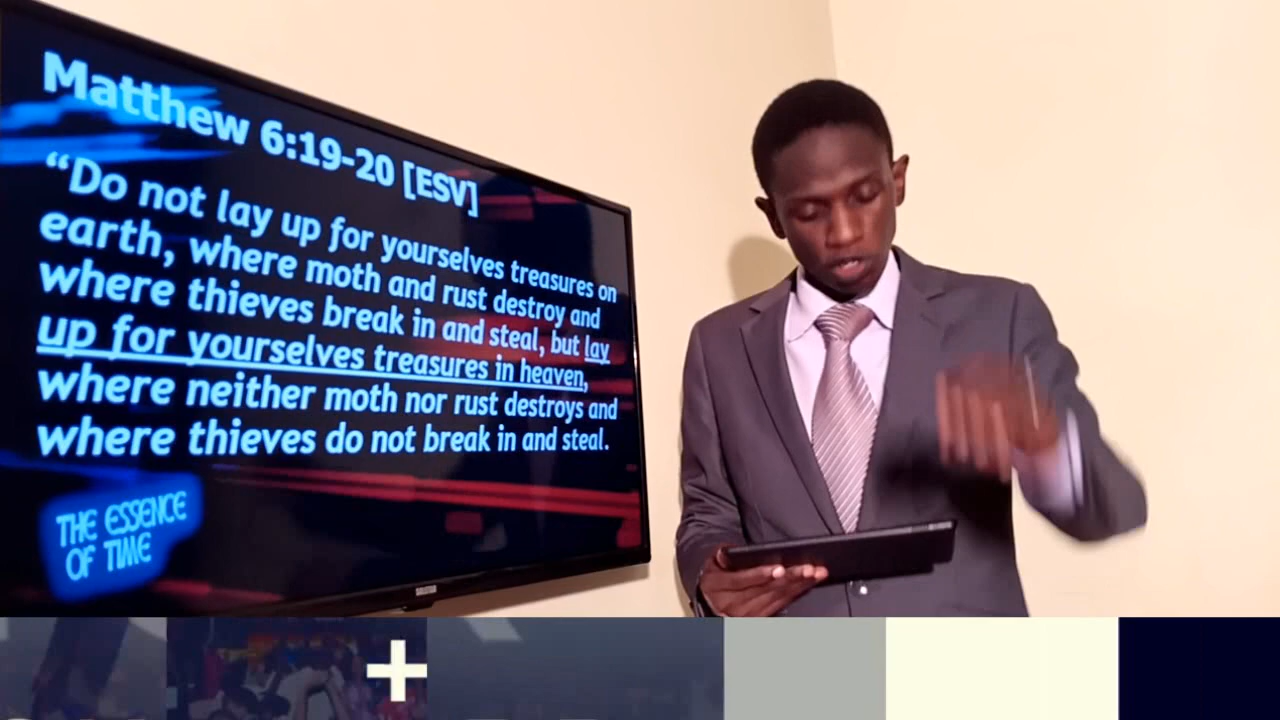 Matthew 6:19-20 [ESV]
“Do not lay up for yourselves treasures on
earth, where moth and rust destroy and
where thieves break in and steal, but lay
up for yourselves treasures in heaven,
where neither moth nor rust destroys and
where thieves do not break in and steal.
THE ESSENCE
OF TIME